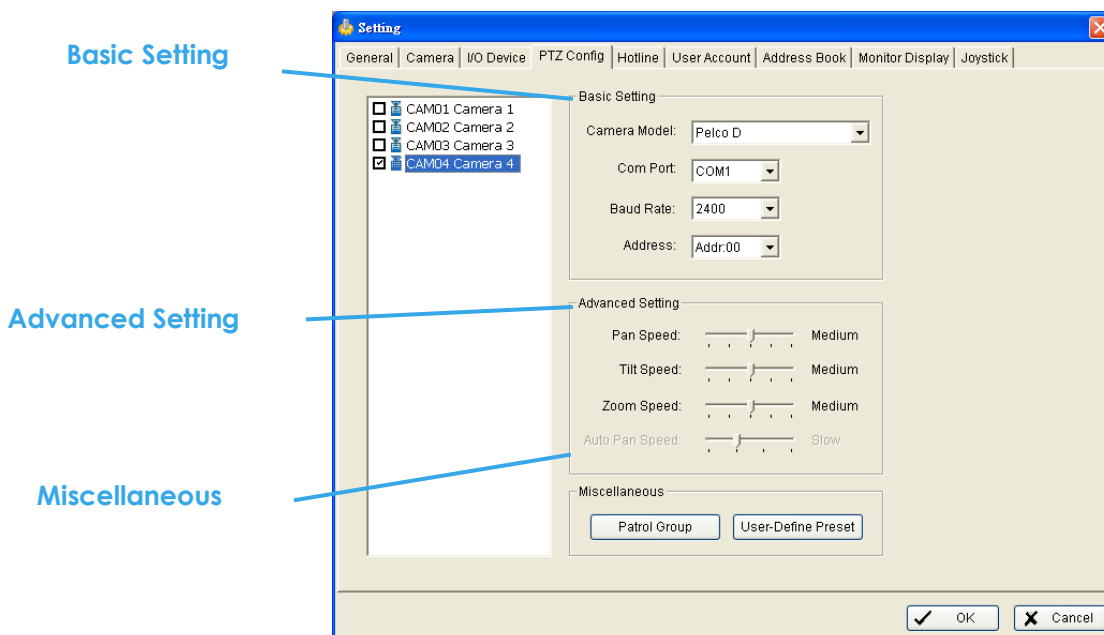 Setting
General Camera I/O Device PTZ Config Hotline User Account Address Book Monitor Display Joystick
Basic Setting
Advanced Setting
Miscellaneous
CAM01 Camera 1
CAM02 Camera 2
CAM03 Camera 3
CAM04 Camera 4
Basic Setting
Camera Model: Pelco D
Com Port: COM1
Baud Rate: 2400
Address: Addr:00
Advanced Setting
Pan Speed: Medium
Tilt Speed: Medium
Zoom Speed: Medium
Auto Pan Speed: Slow
Miscellaneous
Patrol Group User-Define Preset
OK Cancel